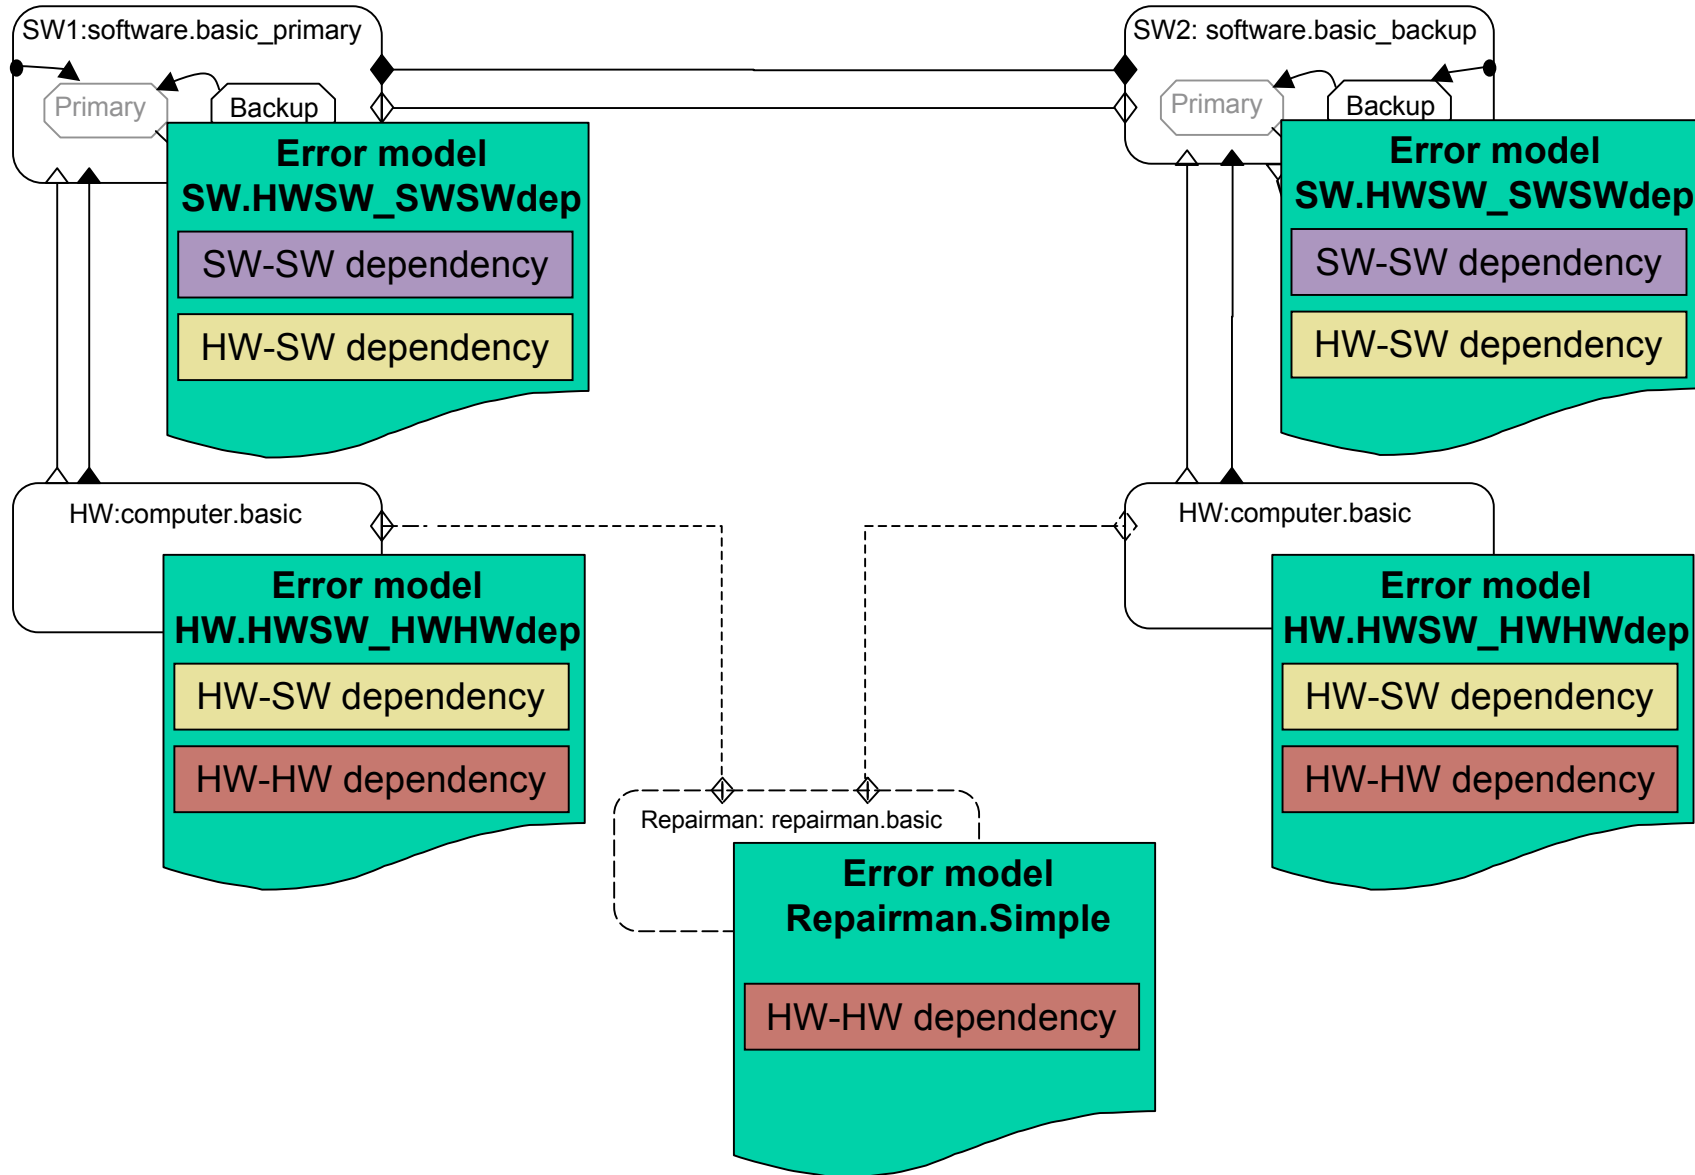 SW1:software.basic_primary
Primary
Backup
Error model
SW.HWSW_SWSWdep
SW-SW dependency
HW-SW dependency
SW2: software.basic_backup
Primary
Backup
Error model
SW.HWSW_SWSWdep
SW-SW dependency
HW-SW dependency
HW:computer.basic
Error model
HW.HWSW_HWHWdep
HW-SW dependency
HW-HW dependency
HW:computer.basic
Error model
HW.HWSW_HWHWdep
HW-SW dependency
HW-HW dependency
Repairman: repairman.basic
Error model
Repairman.Simple
HW-HW dependency